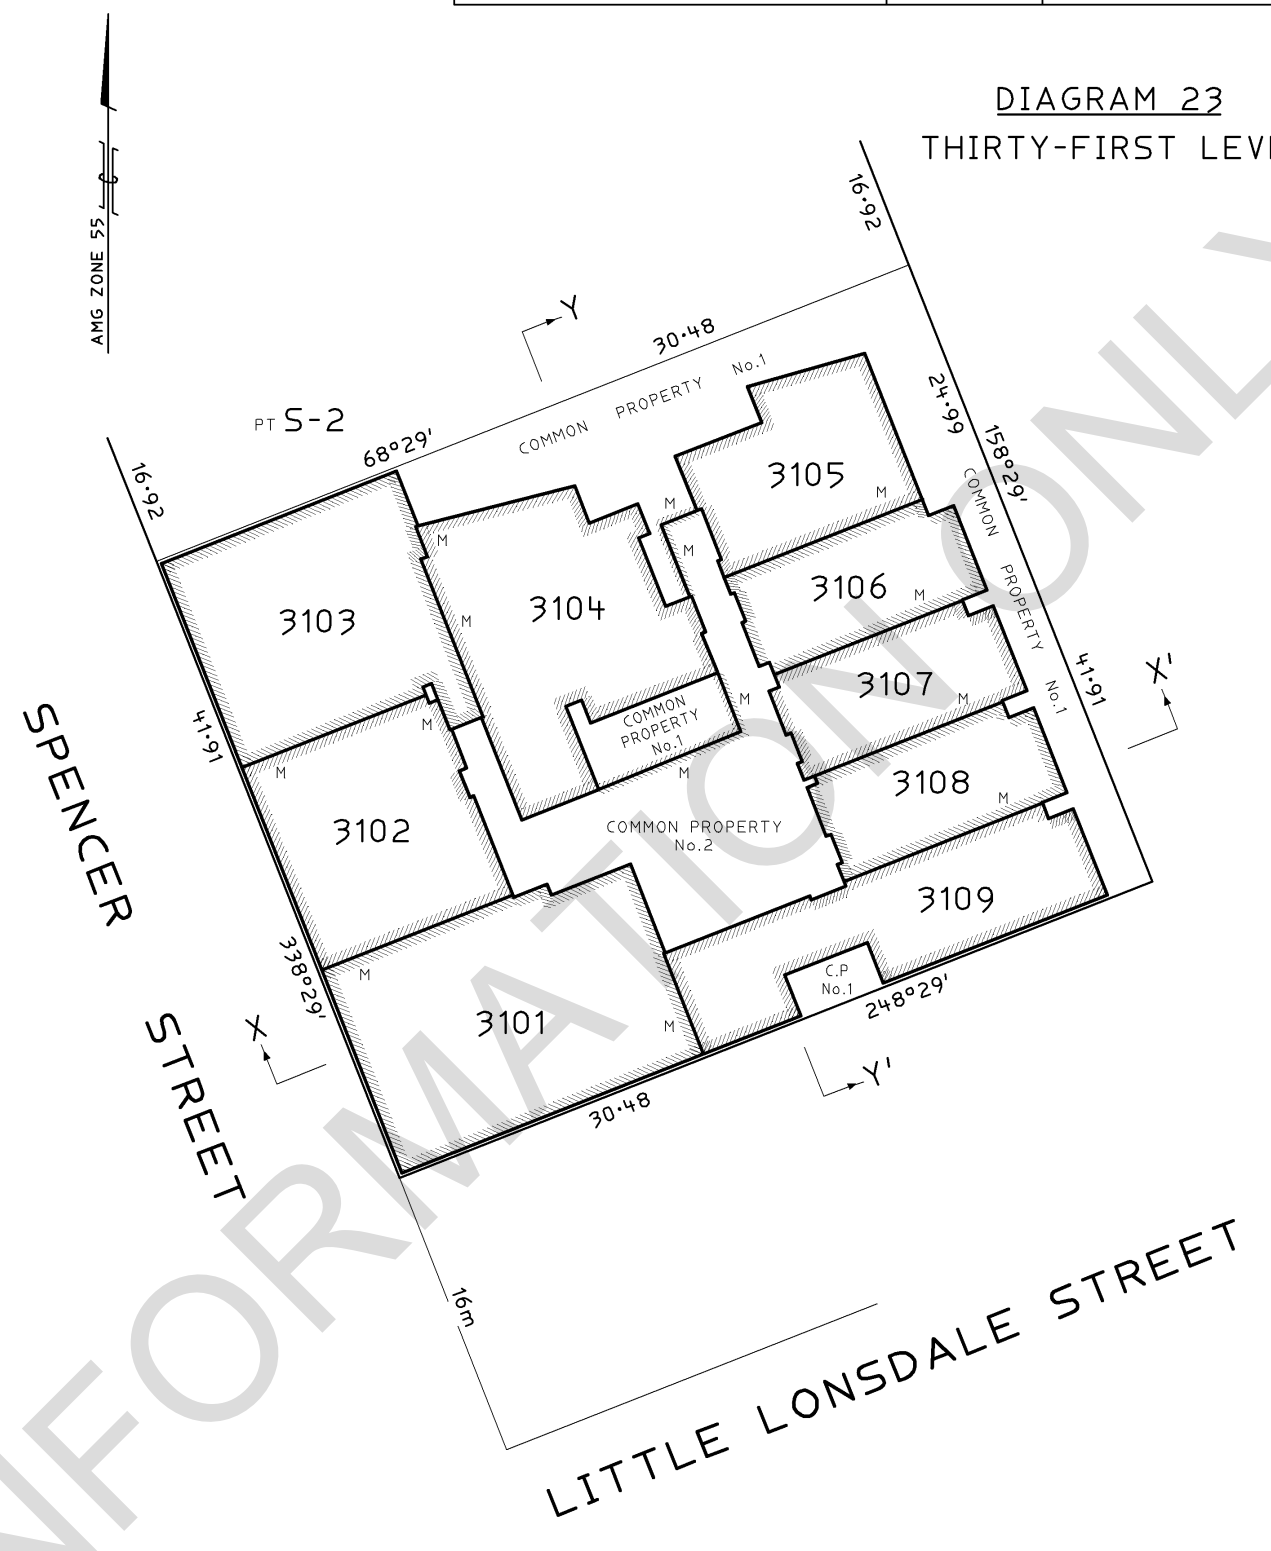 DIAGRAM 23
THIRTY-FIRST LEV
AMG ZONE 55
16·92
Y
30·48
COMMON PROPERTY No.1
PT S-2
68°29'
16·92
24·99
158°29'
COMMON PROPERTY No.1
3105
M
M
M
M
3106
M
3103
3104
M
3107
M
M
41·91
X'
COMMON
PROPERTY
No.1
M
M
M
3108
M
41·91
3102
COMMON PROPERTY
No.2
3109
SPENCER STREET
338°29'
M
C.P
No.1
248°29'
X
3101
M
Y'
30·48
16m
LITTLE LONSDALE STREET
INFORMATION ONLY